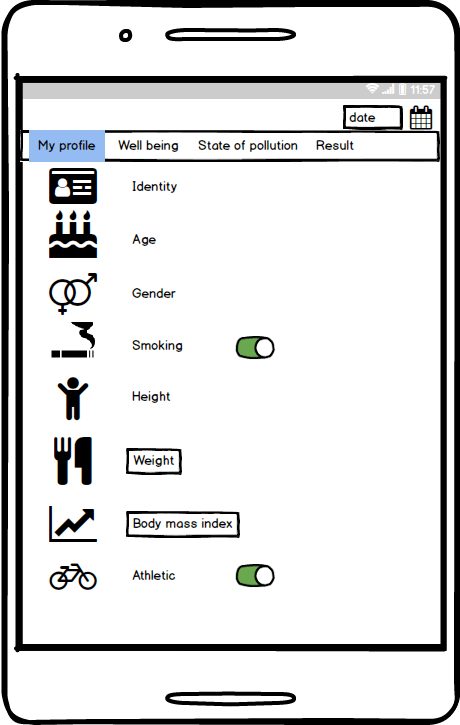 11:57
date
My profile Well being State of pollution Result
Identity
Age
Gender
Smoking
Height
Weight
Body mass index
Athletic